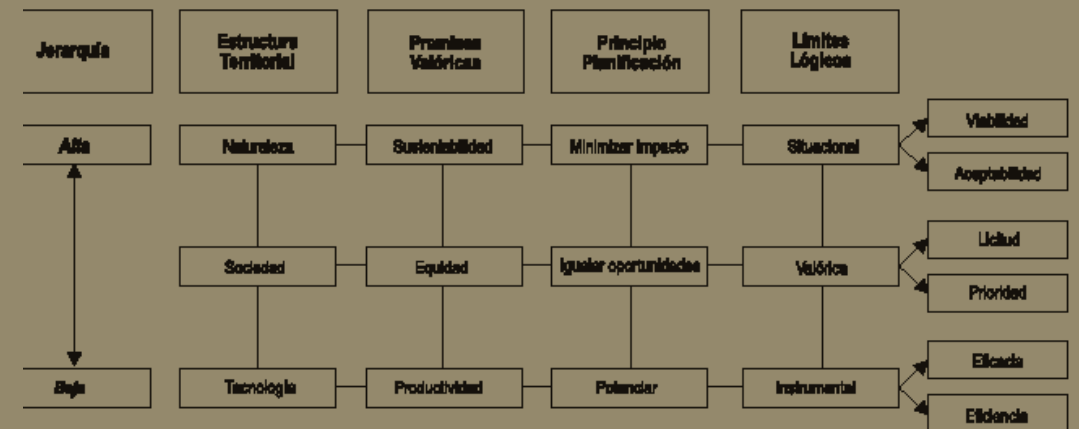 Jerarquía
Estructura
Territorial
Premisas
Valóricas
Principio
Planificación
Límites
Lógicos
Alta
Naturaleza
Sustentabilidad
Minimizar Impacto
Situacional
Viabilidad
Aceptabilidad
Sociedad
Equidad
Igualar oportunidades
Valórica
Licitud
Prioridad
Baja
Tecnología
Productividad
Potenciar
Instrumental
Eficacia
Eficiencia